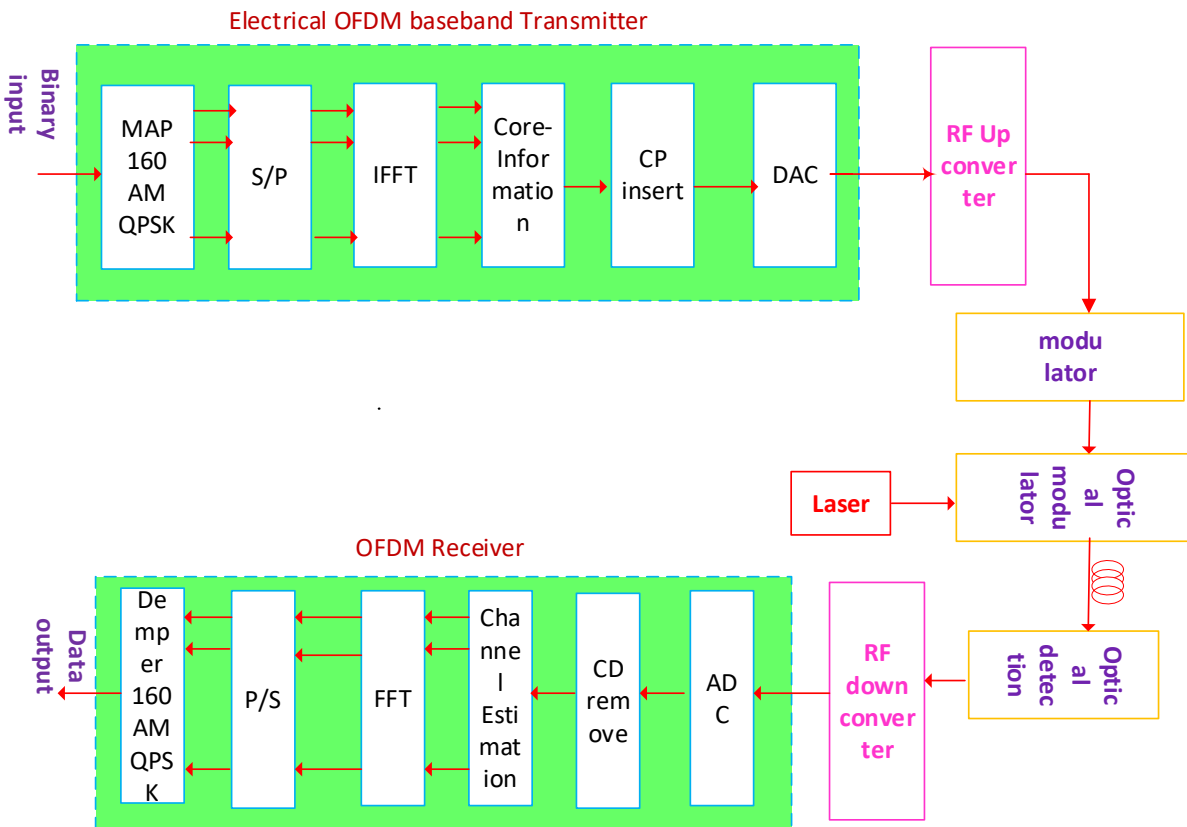 Electrical OFDM baseband Transmitter
Binary
input
MAP
160
AM
QPSK
S/P
IFFT
Core-
Infor
matio
n
CP
insert
DAC
RF Up
conver
ter
modu
lator
.
Laser
Optic
al
modu
lator
OFDM Receiver
Data
output
De
mp
er
160
AM
QPS
K
P/S
FFT
Cha
nne
l
Esti
mat
ion
CD
rem
ove
AD
C
RF
down
conver
ter
Optic
al
detec
tion